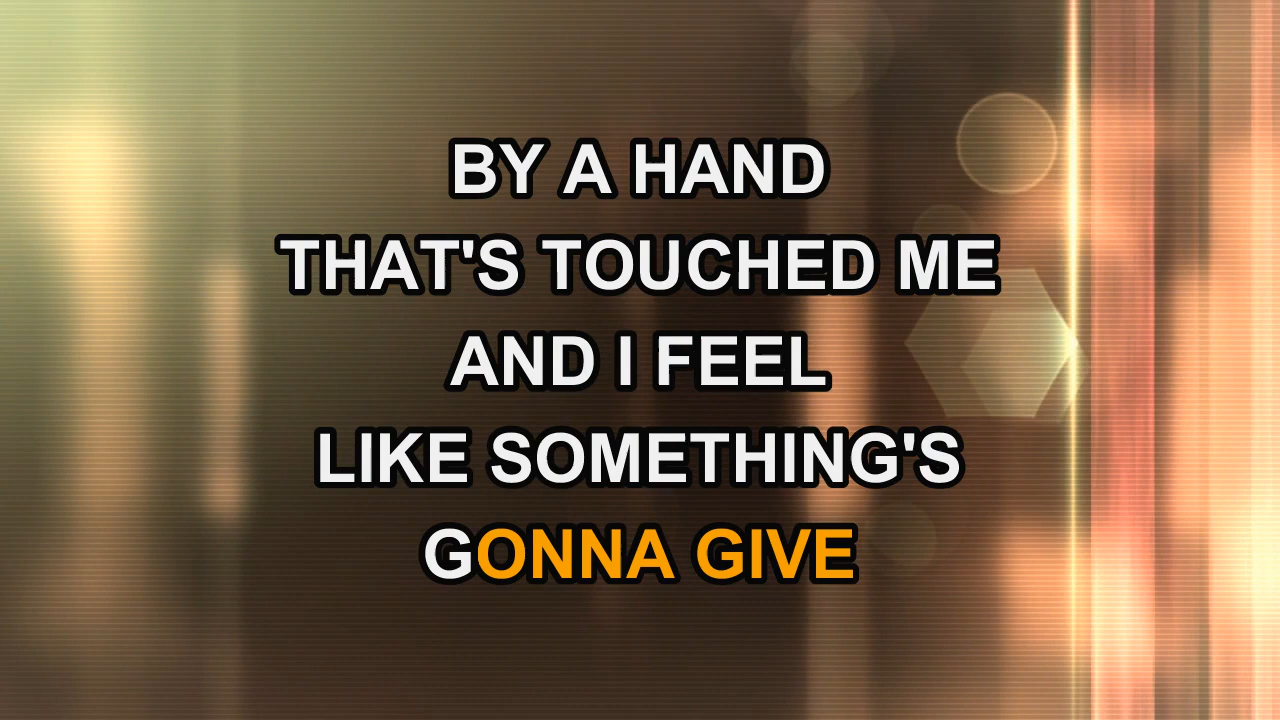 BY A HAND
THAT'S TOUCHED ME
AND I FEEL
LIKE SOMETHING'S
GONNA GIVE